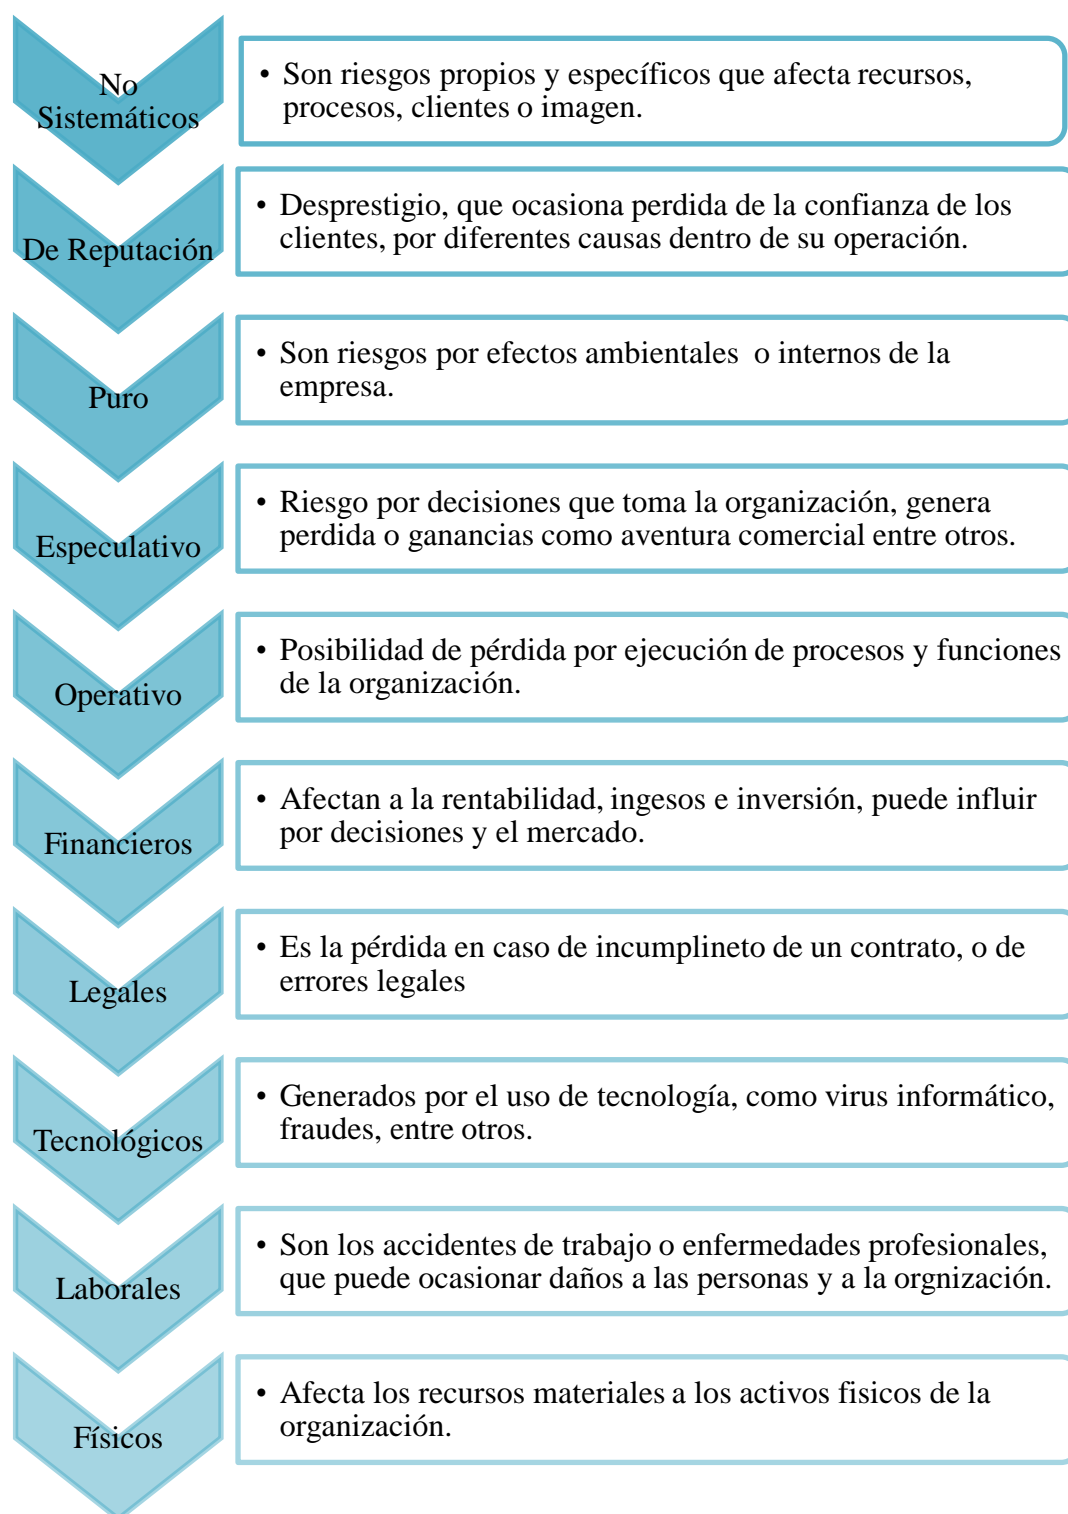 No
Sistemáticos
• Son riesgos propios y específicos que afecta recursos,
procesos, clientes o imagen.
De Reputación
• Desprestigio, que ocasiona perdida de la confianza de los
clientes, por diferentes causas dentro de su operación.
Puro
• Son riesgos por efectos ambientales o internos de la
empresa.
Especulativo
• Riesgo por decisiones que toma la organización, genera
perdida o ganancias como aventura comercial entre otros.
Operativo
• Posibilidad de pérdida por ejecución de procesos y funciones
de la organización.
Financieros
• Afectan a la rentabilidad, ingesos e inversión, puede influir
por decisiones y el mercado.
Legales
• Es la pérdida en caso de incumplineto de un contrato, o de
errores legales
Tecnológicos
• Generados por el uso de tecnología, como virus informático,
fraudes, entre otros.
Laborales
• Son los accidentes de trabajo o enfermedades profesionales,
que puede ocasionar daños a las personas y a la orgnización.
Físicos
• Afecta los recursos materiales a los activos fisicos de la
organización.